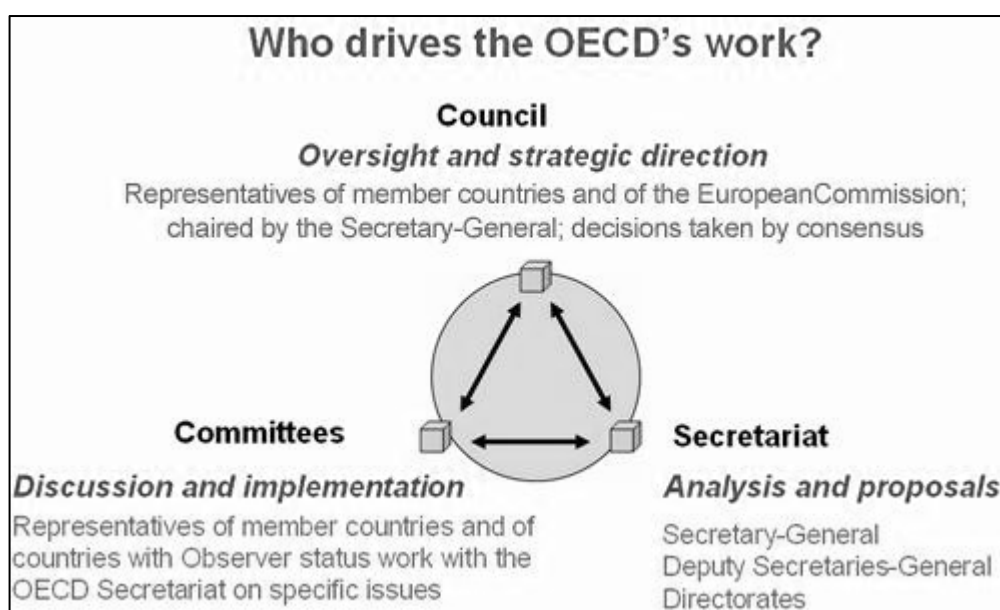 Who drives the OECD's work?
Council
Oversight and strategic direction
Representatives of member countries and of the EuropeanCommission;
chaired by the Secretary-General; decisions taken by consensus
Committees
Discussion and implementation
Representatives of member countries and of
countries with Observer status work with the
OECD Secretariat on specific issues
Secretariat
Analysis and proposals
Secretary-General
Deputy Secretaries-General
Directorates